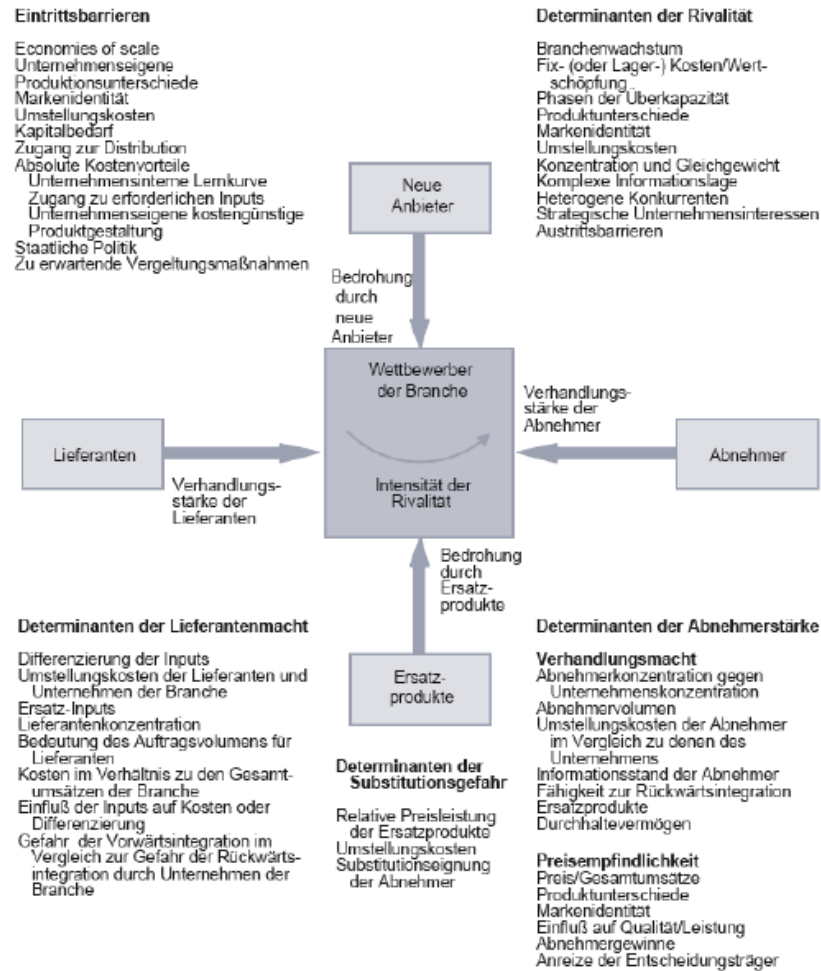 Eintrittsbarrieren
Economies of scale
Unternehmenseigene
Produktionsunterschiede
Markenidentität
Umstellungskosten
Kapitalbedarf
Zugang zur Distribution
Absolute Kostenvorteile
Unternehmensinterne Lernkurve
Zugang zu erforderlichen Inputs
Unternehmenseigene kostengünstige
Produktgestaltung
Staatliche Politik
Zu erwartende Vergeltungsmaßnahmen
Determinanten der Rivalität
Branchenwachstum
Fix- (oder Lager-) Kosten/Wert-
schöpfung
Phasen der Überkapazität
Produktunterschiede
Markenidentität
Umstellungskosten
Konzentration und Gleichgewicht
Komplexe Informationslage
Heterogene Konkurrenten
Strategische Unternehmensinteressen
Austrittsbarrieren
Neue
Anbieter
Bedrohung
durch
neue
Anbieter
Wettbewerber
der Branche
Intensität der
Rivalität
Lieferanten
Verhandlungs-
stärke der
Lieferanten
Verhandlungs-
stärke der
Abnehmer
Abnehmer
Bedrohung
durch
Ersatz-
produkte
Ersatz-
produkte
Determinanten der Lieferantenmacht
Differenzierung der Inputs
Umstellungskosten der Lieferanten und
Unternehmen der Branche
Ersatz-Inputs
Lieferantenkonzentration
Bedeutung des Auftragsvolumens für
Lieferanten
Kosten im Verhältnis zu den Gesamt-
umsätzen der Branche
Einfluß der Inputs auf Kosten oder
Differenzierung
Gefahr der Vorwärtsintegration im
Vergleich zur Gefahr der Rückwärts-
integration durch Unternehmen der
Branche
Determinanten der
Substitutionsgefahr
Relative Preisleistung
der Ersatzprodukte
Umstellungskosten
Substitutionseignung
der Abnehmer
Determinanten der Abnehmerstärke
Verhandlungsmacht
Abnehmerkonzentration gegen
Unternehmenskonzentration
Abnehmervolumen
Umstellungskosten der Abnehmer
im Vergleich zu denen des
Unternehmens
Informationsstand der Abnehmer
Fähigkeit zur Rückwärtsintegration
Ersatzprodukte
Durchhaltevermögen
Preisempfindlichkeit
Preis/Gesamtumsätze
Produktunterschiede
Markenidentität
Einfluß auf Qualität/Leistung
Abnehmergewinne
Anreize der Entscheidungsträger